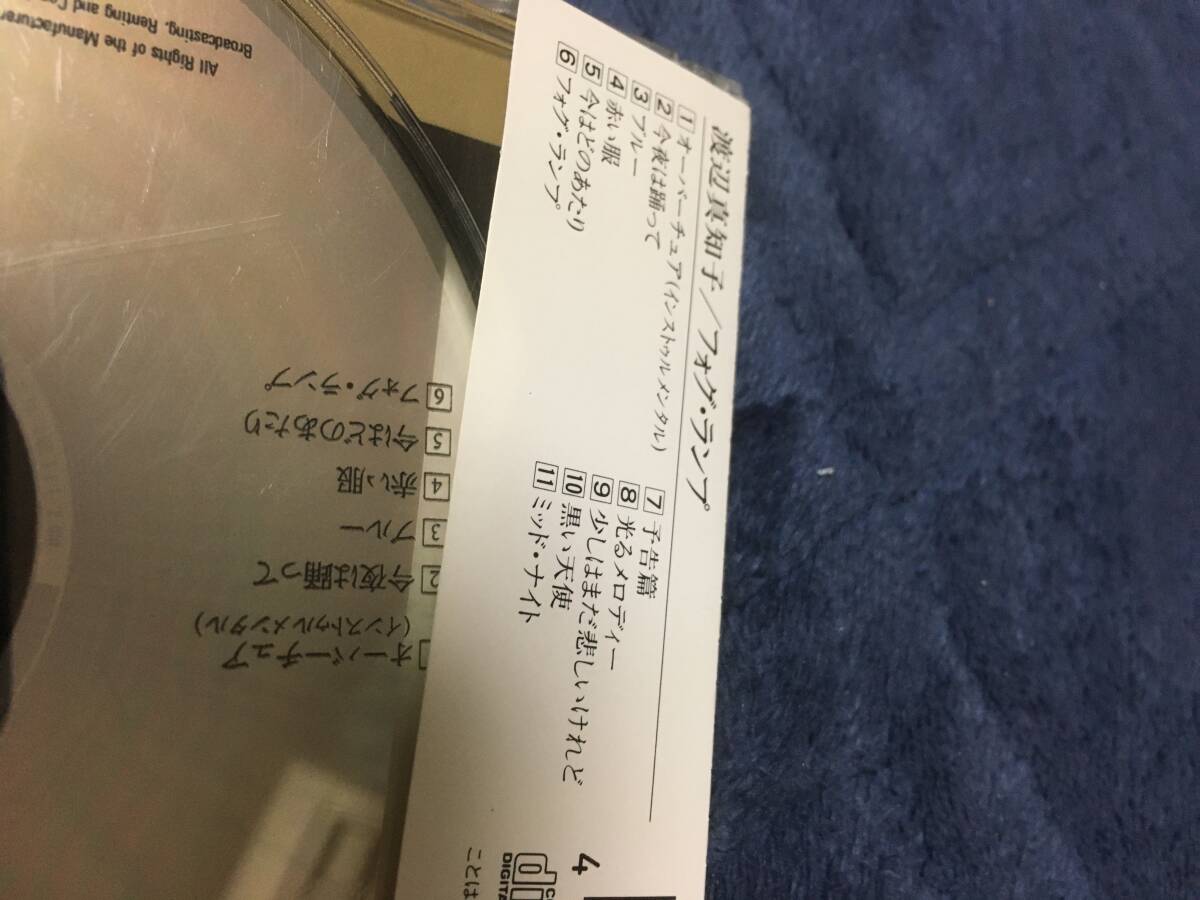 渡辺真知子/フォグ・ランプ
1 オーバーチュア(インストゥルメンタル)
2 今夜は踊って
3 ブルー
4 赤い服
5 今はどのあたり
6 フォグ・ランプ
7 予告篇
8 光るメロディー
9 少しはまだ悲しいけれど
10 黒い天使
11 ミッド・ナイト
4
ことは
All Rights of the Manufacturer
Broadcasting, Renting and
オーバーチュア
(インストゥルメンタル)
2 今夜は踊って
3 ブルー
4 赤い服
5 今はどのあたり
6 フォグ・ランプ